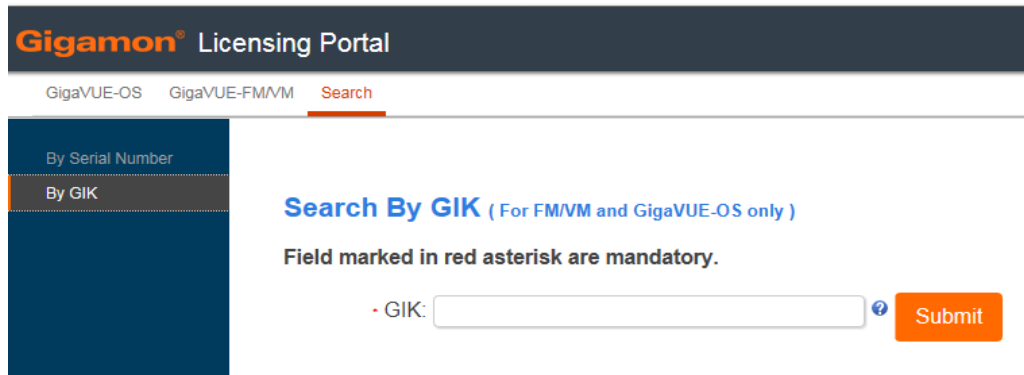 Gigamon® Licensing Portal
GigaVUE-OS GigaVUE-FM/VM Search
By Serial Number
By GIK
Search By GIK ( For FM/VM and GigaVUE-OS only )
Field marked in red asterisk are mandatory.
* GIK: ? Submit